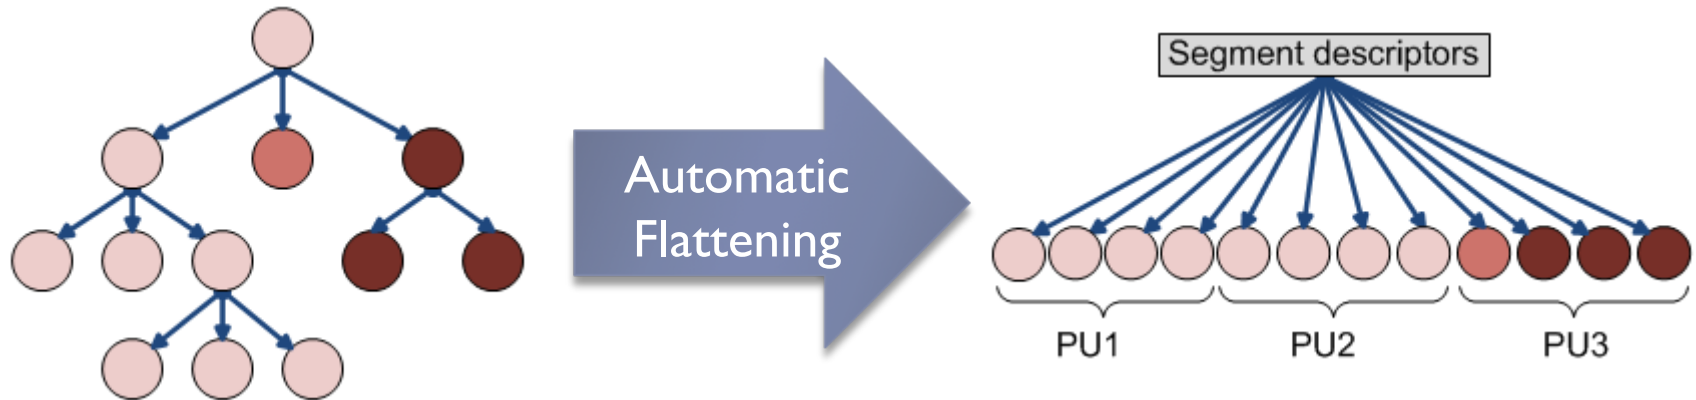 Segment descriptors
Automatic
Flattening
PU1
PU2
PU3